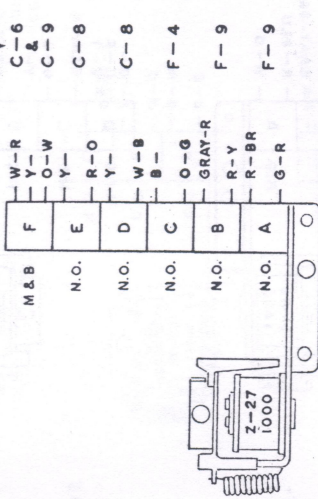 M & B F W-R C-6
Y- &
O-W C-9
N.O. E Y- C-8
R-O
N.O. D Y- C-8
W-B
N.O. C B- F-4
O-G
N.O. B GRAY-R F-9
R-Y
N.O. A R-BR F-9
G-R
Z-27
1000